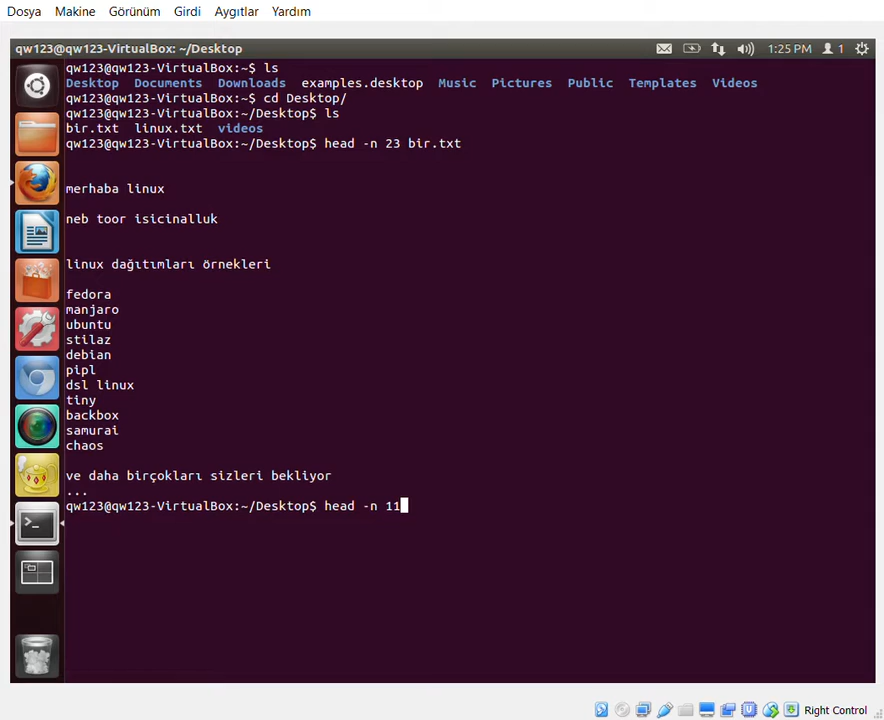 Dosya Makine Görünüm Girdi Aygıtlar Yardım
qw123@qw123-VirtualBox: ~/Desktop 1:25 PM 1
qw123@qw123-VirtualBox:~$ ls
Desktop Documents Downloads examples.desktop Music Pictures Public Templates Videos
qw123@qw123-VirtualBox:~$ cd Desktop/
qw123@qw123-VirtualBox:~/Desktop$ ls
bir.txt linux.txt videos
qw123@qw123-VirtualBox:~/Desktop$ head -n 23 bir.txt
merhaba linux
neb toor isicinalluk
linux dağıtımları örnekleri
fedora
manjaro
ubuntu
stilaz
debian
pipl
dsl linux
tiny
backbox
samurai
chaos
ve daha birçokları sizleri bekliyor
...
qw123@qw123-VirtualBox:~/Desktop$ head -n 11
Right Control